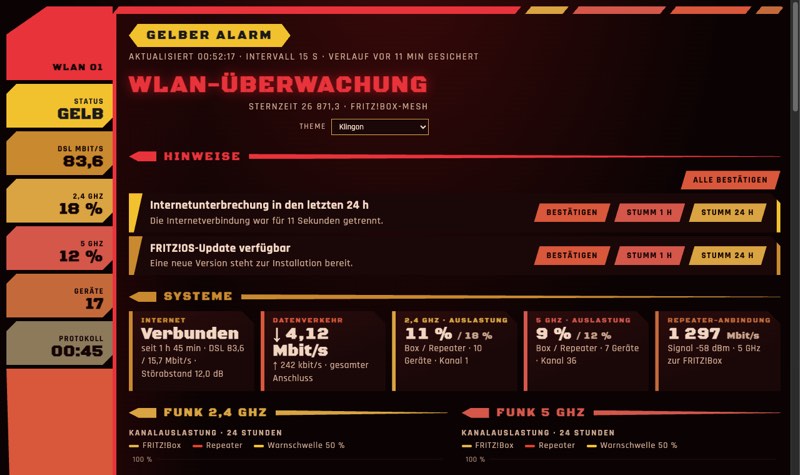 WLAN 01
STATUS
GELB
DSL MBIT/S
83,6
2,4 GHZ
18 %
5 GHZ
12 %
GERÄTE
17
PROTOKOLL
00:45
GELBER ALARM
AKTUALISIERT 00:52:17 · INTERVALL 15 S · VERLAUF VOR 11 MIN GESICHERT
WLAN-ÜBERWACHUNG
STERNZEIT 26 871,3 · FRITZ!BOX-MESH
THEME Klingon
HINWEISE
ALLE BESTÄTIGEN
Internetunterbrechung in den letzten 24 h
Die Internetverbindung war für 11 Sekunden getrennt.
BESTÄTIGEN STUMM 1 H STUMM 24 H
FRITZ!OS-Update verfügbar
Eine neue Version steht zur Installation bereit.
BESTÄTIGEN STUMM 1 H STUMM 24 H
SYSTEME
INTERNET
Verbunden
seit 1 h 45 min · DSL 83,6
/ 15,7 Mbit/s ·
Störabstand 12,0 dB
DATENVERKEHR
↓ 4,12
Mbit/s
↑ 242 kbit/s · gesamter
Anschluss
2,4 GHZ · AUSLASTUNG
11 % / 18 %
Box / Repeater · 10
Geräte · Kanal 1
5 GHZ · AUSLASTUNG
9 % / 12 %
Box / Repeater · 7 Geräte
· Kanal 36
REPEATER-ANBINDUNG
1 297 Mbit/s
Signal -58 dBm · 5 GHz
zur FRITZ!Box
FUNK 2,4 GHZ
KANALAUSLASTUNG · 24 STUNDEN
FRITZ!Box Repeater Warnschwelle 50 %
100 %
FUNK 5 GHZ
KANALAUSLASTUNG · 24 STUNDEN
FRITZ!Box Repeater Warnschwelle 50 %
100 %